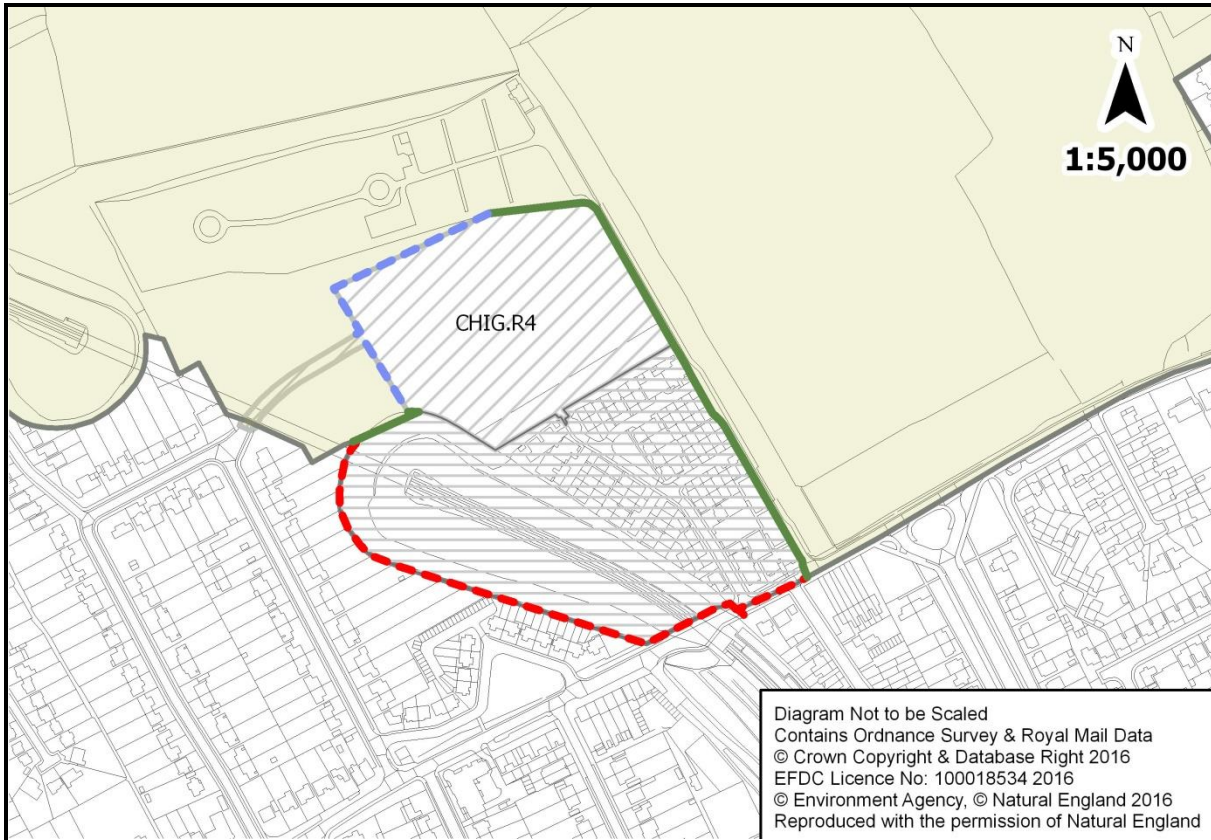 N
1:5,000
CHIG.R4
Diagram Not to be Scaled
Contains Ordnance Survey & Royal Mail Data
© Crown Copyright & Database Right 2016
EFDC Licence No: 100018534 2016
© Environment Agency, © Natural England 2016
Reproduced with the permission of Natural England